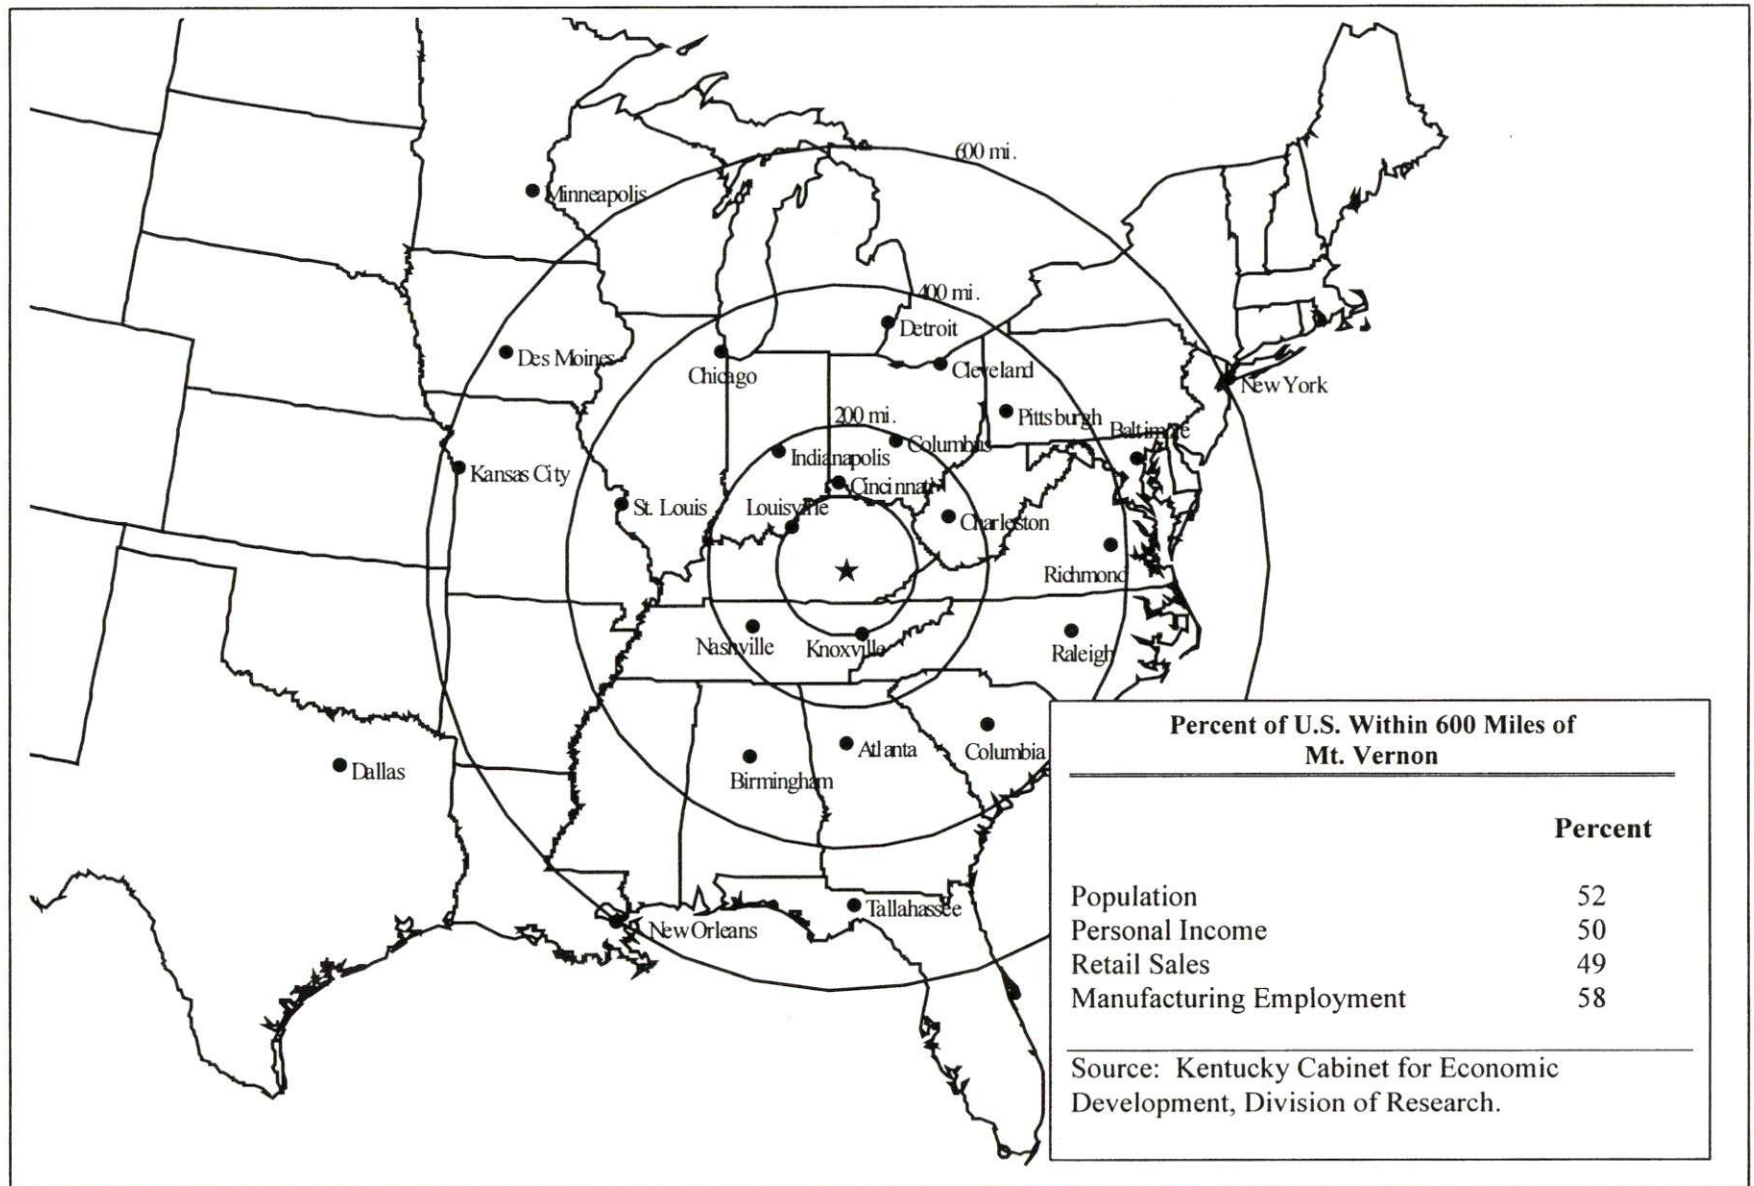 600 mi.
Minneapolis
400 mi.
Detroit
Des Moines
Chicago
Cleveland
New York
200 mi.
Pittsburgh
Baltimore
Columbus
Indianapolis
Kansas City
Cincinnati
St. Louis
Louisville
Charleston
Richmond
Nashville
Knoxville
Raleigh
Atlanta
Columbia
Dallas
Birmingham
Tallahassee
New Orleans
Percent of U.S. Within 600 Miles of
Mt. Vernon
Percent
Population 52
Personal Income 50
Retail Sales 49
Manufacturing Employment 58
Source: Kentucky Cabinet for Economic
Development, Division of Research.